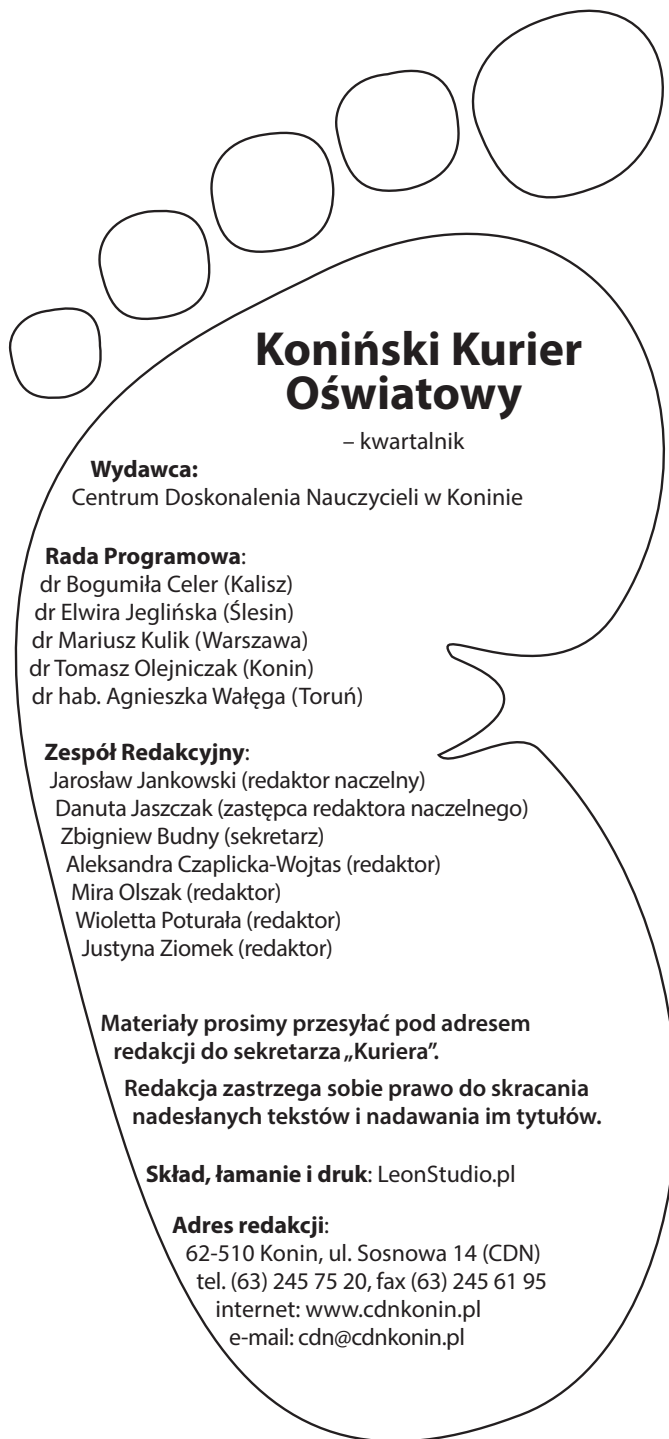 Koniński Kurier
Oświatowy
– kwartalnik
Wydawca:
Centrum Doskonalenia Nauczycieli w Koninie
Rada Programowa:
dr Bogumiła Celer (Kalisz)
dr Elwira Jeglińska (Ślesin)
dr Mariusz Kulik (Warszawa)
dr Tomasz Olejniczak (Konin)
dr hab. Agnieszka Wałęga (Toruń)
Zespół Redakcyjny:
Jarosław Jankowski (redaktor naczelny)
Danuta Jaszczak (zastępca redaktora naczelnego)
Zbigniew Budny (sekretarz)
Aleksandra Czaplicka-Wojtas (redaktor)
Mira Olszak (redaktor)
Wioletta Poturała (redaktor)
Justyna Ziomek (redaktor)
Materiały prosimy przesyłać pod adresem
redakcji do sekretarza „Kuriera”.
Redakcja zastrzega sobie prawo do skracania
nadesłanych tekstów i nadawania im tytułów.
Skład, łamanie i druk: LeonStudio.pl
Adres redakcji:
62-510 Konin, ul. Sosnowa 14 (CDN)
tel. (63) 245 75 20, fax (63) 245 61 95
internet: www.cdnkonin.pl
e-mail: cdn@cdnkonin.pl